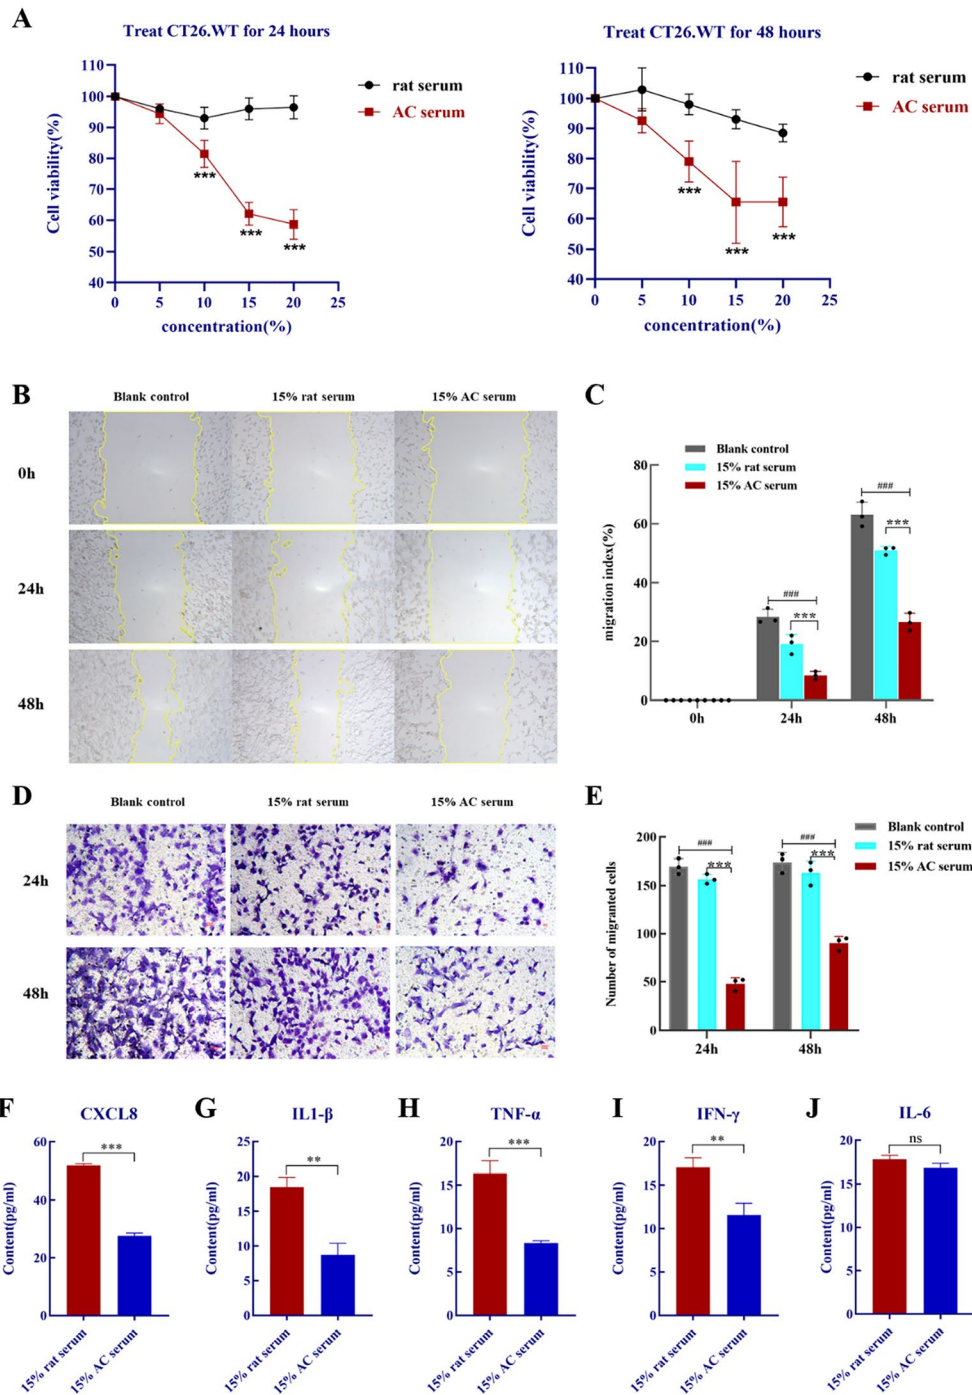 A
Treat CT26.WT for 24 hours
Cell viability(%)
110
100
90
80
70
60
50
40
0 5 10 15 20 25
concentration(%)
rat serum
AC serum
***
***
***
Treat CT26.WT for 48 hours
Cell viability(%)
110
100
90
80
70
60
50
40
0 5 10 15 20 25
concentration(%)
rat serum
AC serum
***
***
***
B
Blank control 15% rat serum 15% AC serum
0h
24h
48h
C
Blank control
15% rat serum
15% AC serum
migration index(%)
80
60
40
20
0
###
***
###
***
0h 24h 48h
D
Blank control 15% rat serum 15% AC serum
24h
48h
E
Blank control
15% rat serum
15% AC serum
Number of migranted cells
200
150
100
50
0
###
***
###
***
24h 48h
F
CXCL8
Content(pg/ml)
60
40
20
0
***
15% rat serum
15% AC serum
G
IL1-β
Content(pg/ml)
25
20
15
10
5
0
**
15% rat serum
15% AC serum
H
TNF-α
Content(pg/ml)
20
15
10
5
0
***
15% rat serum
15% AC serum
I
IFN-γ
Content(pg/ml)
20
15
10
5
0
**
15% rat serum
15% AC serum
J
IL-6
Content(pg/ml)
20
15
10
5
0
ns
15% rat serum
15% AC serum